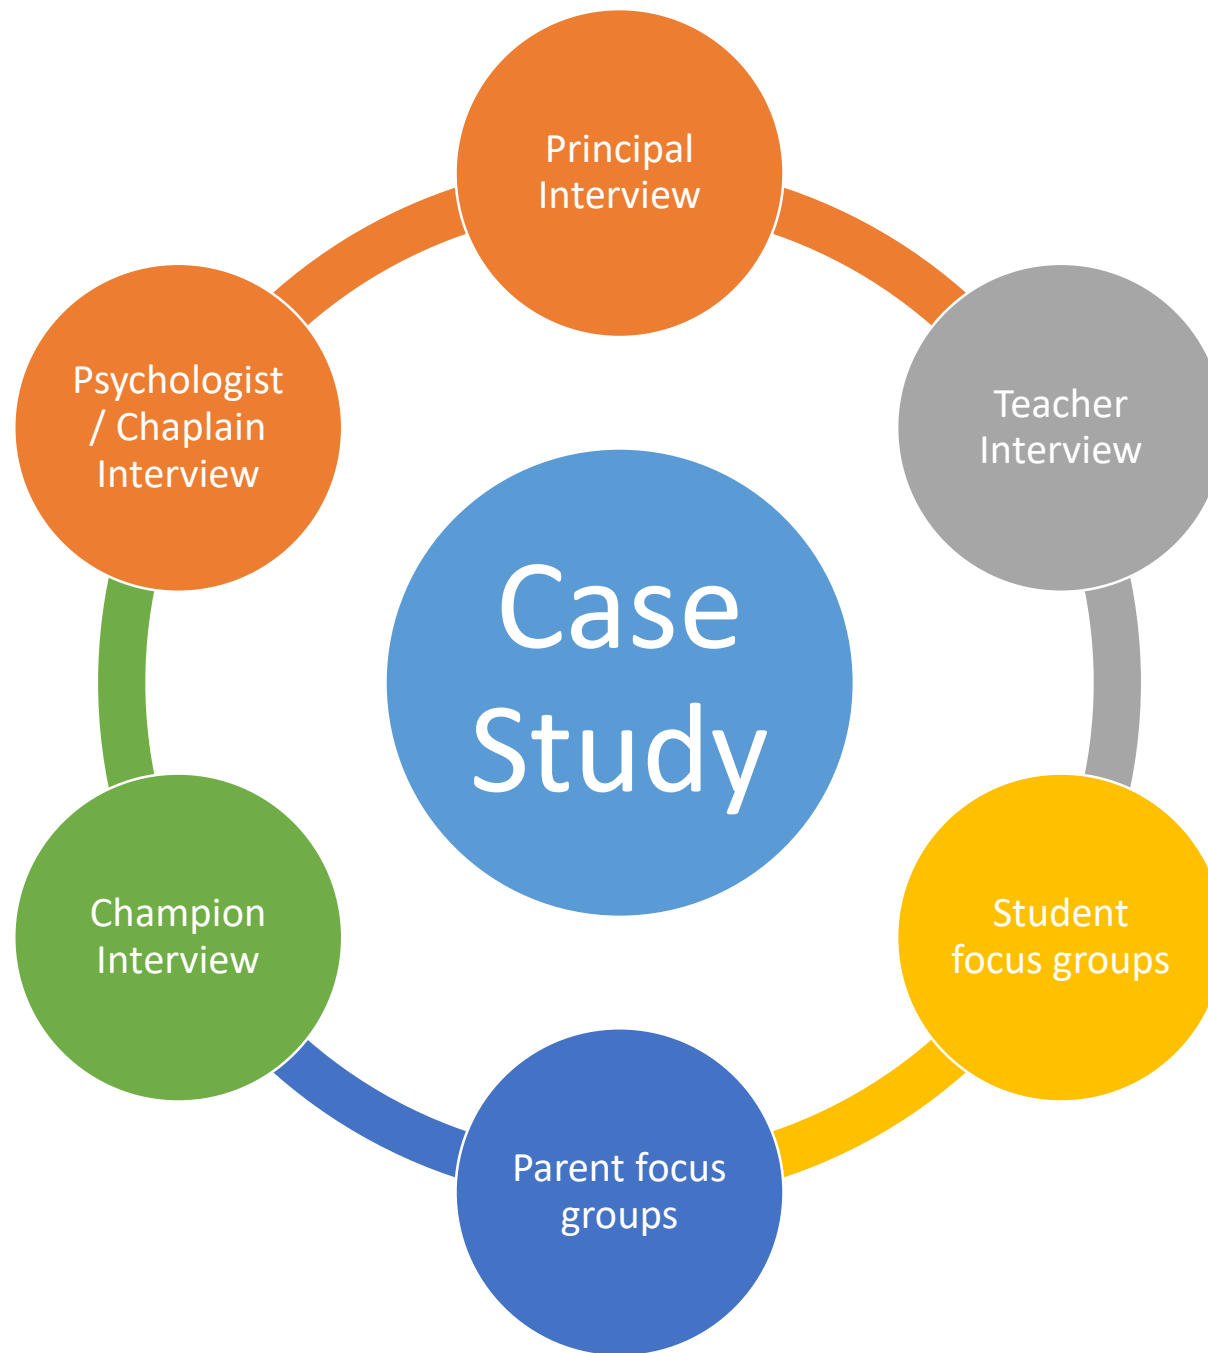 Principal
Interview
Teacher
Interview
Student
focus groups
Parent focus
groups
Champion
Interview
Psychologist
/ Chaplain
Interview
Case
Study